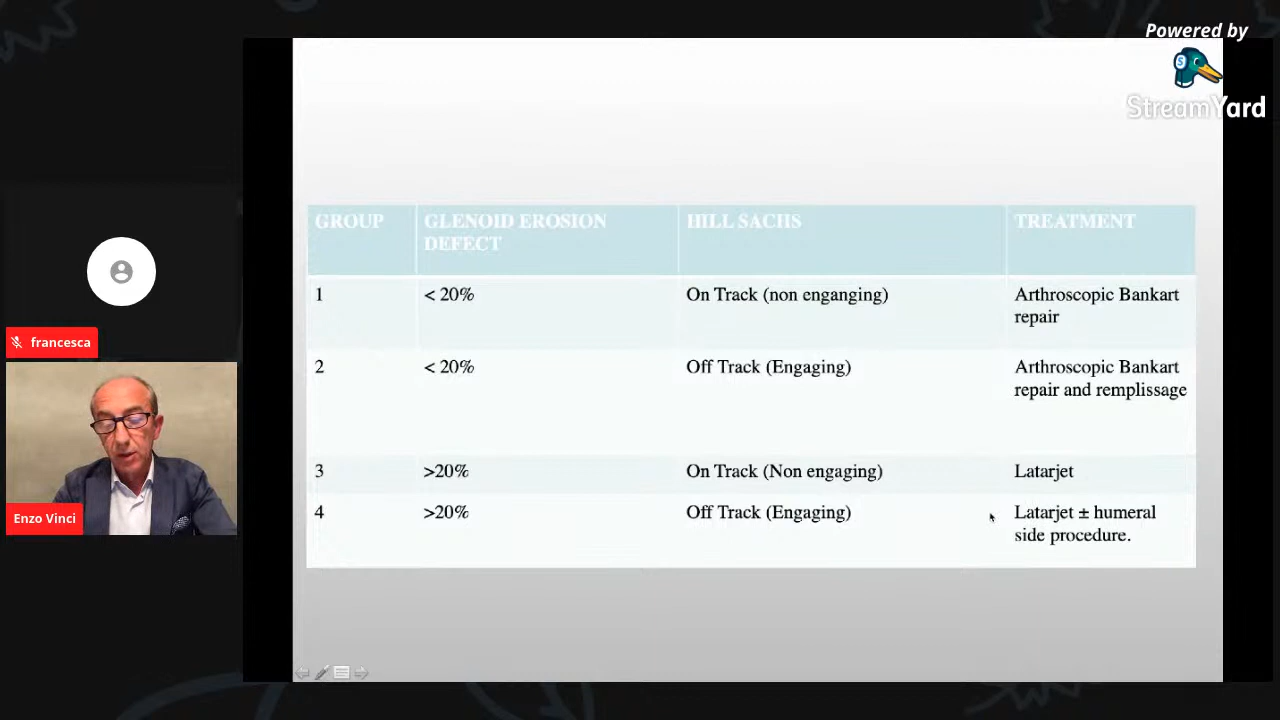 Powered by
StreamYard
GROUP
GLENOID EROSION
DEFECT
HILL SACHS
TREATMENT
1
< 20%
On Track (non enganging)
Arthroscopic Bankart
repair
2
< 20%
Off Track (Engaging)
Arthroscopic Bankart
repair and remplissage
3
>20%
On Track (Non engaging)
Latarjet
4
>20%
Off Track (Engaging)
Latarjet ± humeral
side procedure.
francesca
Enzo Vinci